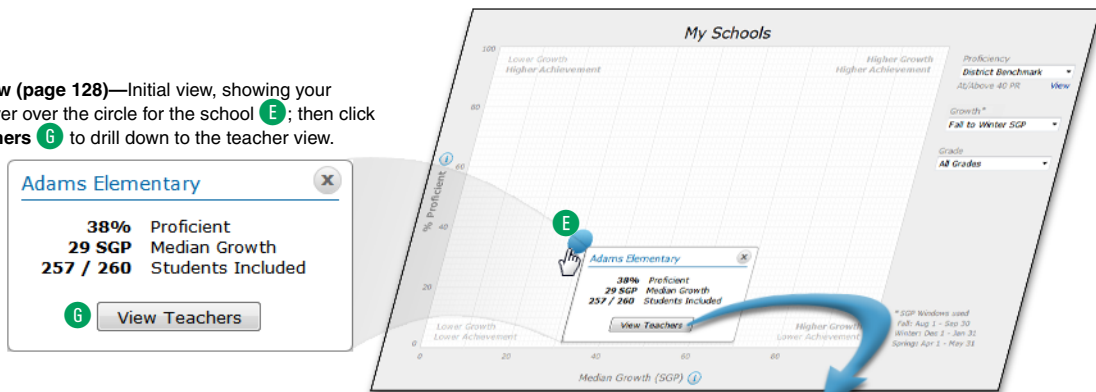 w (page 128)—Initial view, showing your
er over the circle for the school E; then click
hers G to drill down to the teacher view.
Adams Elementary
x
38% Proficient
29 SGP Median Growth
257 / 260 Students Included
G
View Teachers
My Schools
100
80
60
40
20
0
0
20
40
60
80
% Proficient
i
Lower Growth
Higher Achievement
Higher Growth
Higher Achievement
E
Adams Elementary
x
38% Proficient
29 SGP Median Growth
257 / 260 Students Included
View Teachers
Lower Growth
Lower Achievement
Higher Growth
Lower Achievement
Median Growth (SGP) i
Proficiency
District Benchmark
At/Above 40 PR View
Growth*
Fall to Winter SGP
Grade
All Grades
* SGP Windows used
Fall: Aug 1 - Sep 30
Winter: Dec 1 - Jan 31
Spring: Apr 1 - May 31